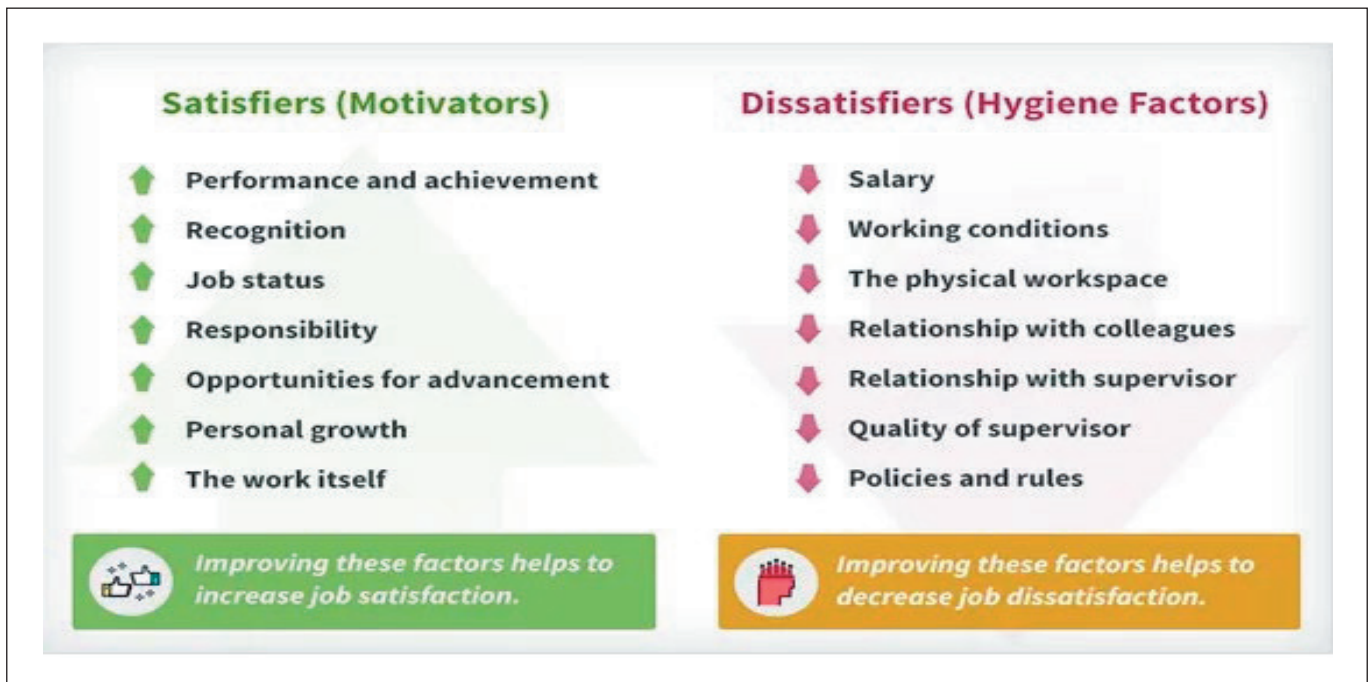 Satisfiers (Motivators)
Performance and achievement
Recognition
Job status
Responsibility
Opportunities for advancement
Personal growth
The work itself
Improving these factors helps to
increase job satisfaction.
Dissatisfiers (Hygiene Factors)
Salary
Working conditions
The physical workspace
Relationship with colleagues
Relationship with supervisor
Quality of supervisor
Policies and rules
Improving these factors helps to
decrease job dissatisfaction.